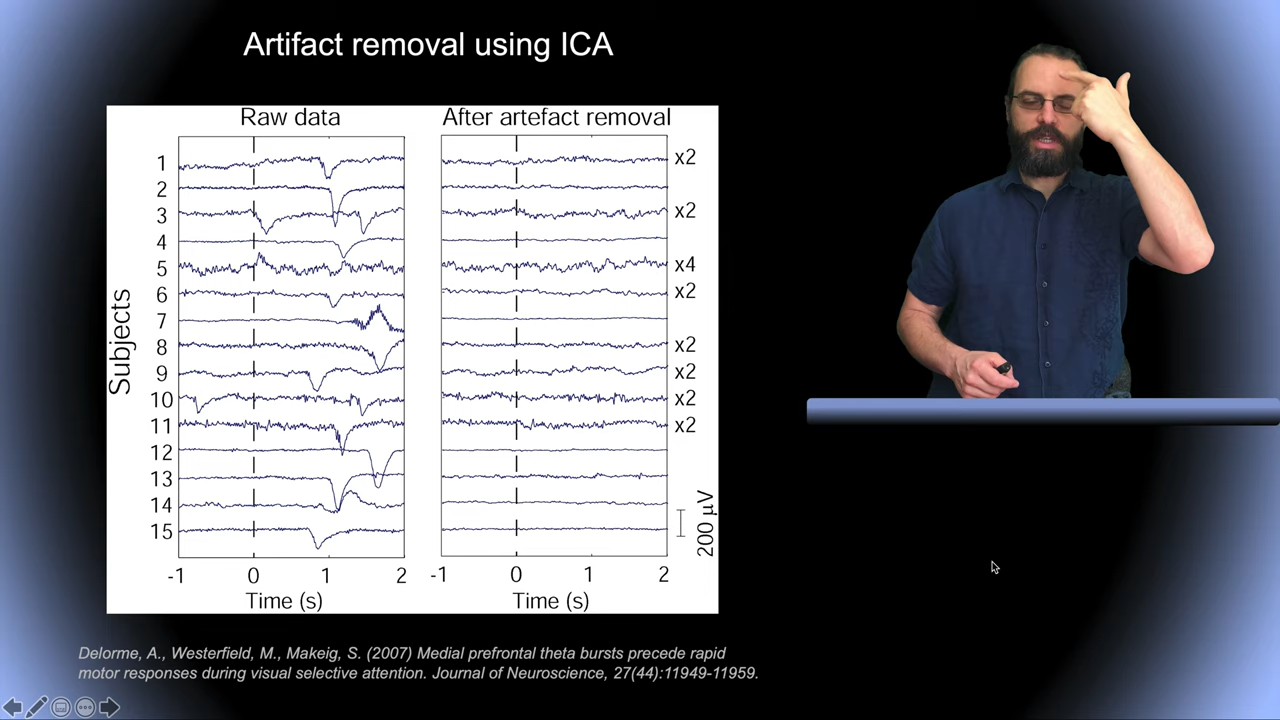 Artifact removal using ICA
Raw data
After artefact removal
Subjects
1
2
3
4
5
6
7
8
9
10
11
12
13
14
15
x2
x2
x4
x2
x2
x2
x2
x2
200 μV
-1 0 1 2
-1 0 1 2
Time (s)
Time (s)
Delorme, A., Westerfield, M., Makeig, S. (2007) Medial prefrontal theta bursts precede rapid
motor responses during visual selective attention. Journal of Neuroscience, 27(44):11949-11959.